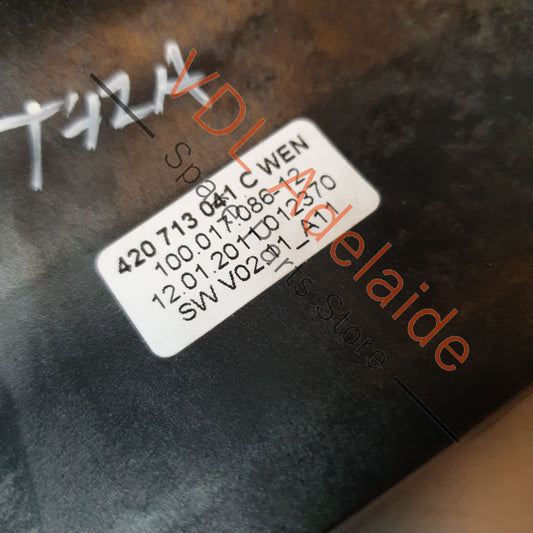 T42R
420 713 041 C WEN
100.017.086-12
12.01.2011 012370
SW V02.01_A11
VDL Adelaide
Spare Parts Store